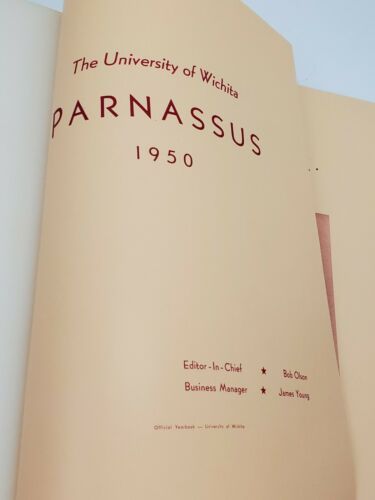 The University of Wichita
PARNASSUS
1950
Editor-In-Chief ★ Bob Olson
Business Manager ★ James Young
Official Yearbook — University of Wichita